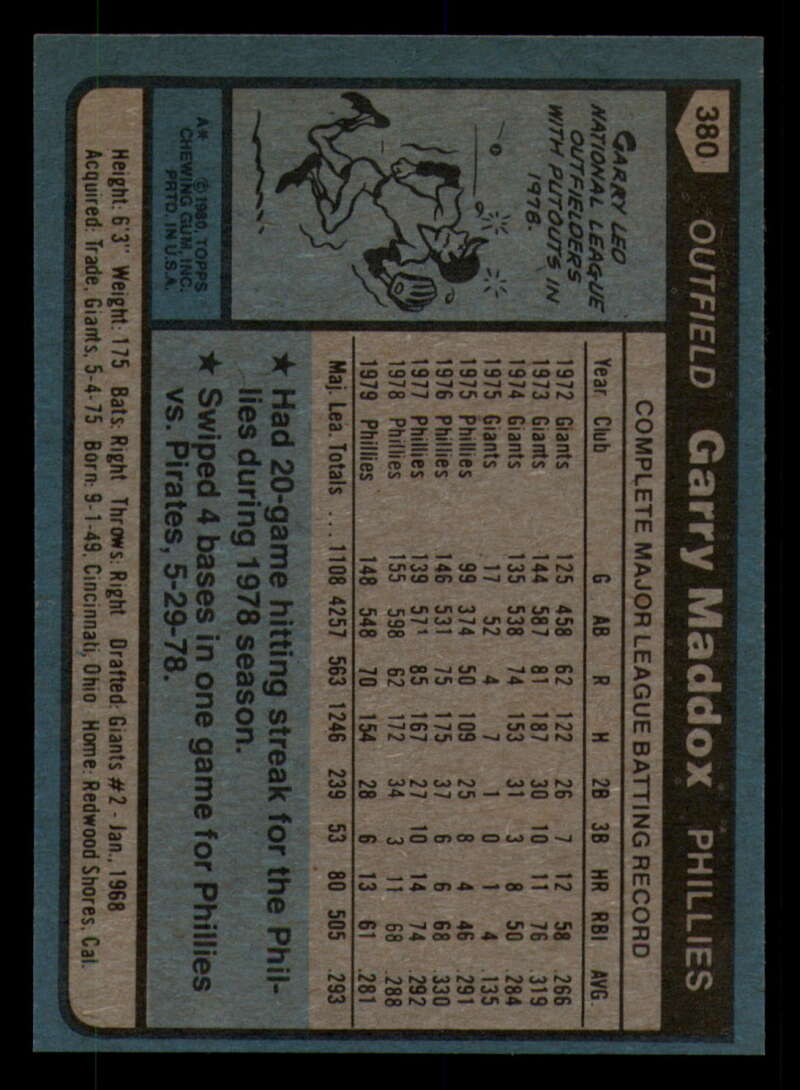 380 OUTFIELD Garry Maddox PHILLIES
GARRY LED
NATIONAL LEAGUE
OUTFIELDERS
WITH PUTOUTS IN
1978.
A* © 1980 TOPPS
CHEWING GUM, INC.
PRTD. IN U.S.A.
COMPLETE MAJOR LEAGUE BATTING RECORD
Year Club G AB R H 2B 3B HR RBI AVG.
1972 Giants 125 458 62 122 26 7 12 58 .266
1973 Giants 144 587 81 187 30 10 11 76 .319
1974 Giants 135 538 74 153 31 3 8 50 .284
1975 Giants 17 52 4 7 1 0 1 4 .135
1975 Phillies 99 374 50 109 25 8 4 46 .291
1976 Phillies 146 531 75 175 37 6 6 68 .330
1977 Phillies 139 571 85 167 27 10 14 74 .292
1978 Phillies 155 598 62 172 34 3 11 68 .288
1979 Phillies 148 548 70 154 28 6 13 61 .281
Maj. Lea. Totals .... 1108 4257 563 1246 239 53 80 505 .293
★ Had 20-game hitting streak for the Phil-
lies during 1978 season.
★ Swiped 4 bases in one game for Phillies
vs. Pirates, 5-29-78.
Height: 6'3" Weight: 175 Bats: Right Throws: Right Drafted: Giants #2 - Jan., 1968
Acquired: Trade, Giants, 5-4-75 Born: 9-1-49, Cincinnati, Ohio Home: Redwood Shores, Cal.